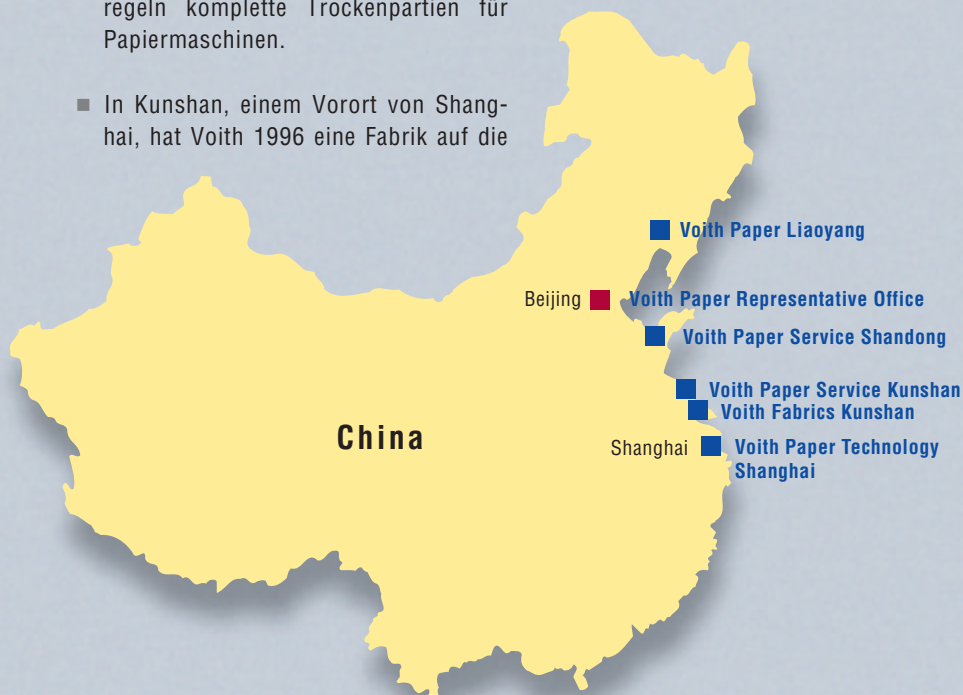 regeln komplette Trockenpartien für
Papiermaschinen.
■ In Kunshan, einem Vorort von Shang-
hai, hat Voith 1996 eine Fabrik auf die
Voith Paper Liaoyang
Beijing Voith Paper Representative Office
Voith Paper Service Shandong
Voith Paper Service Kunshan
Voith Fabrics Kunshan
China
Shanghai Voith Paper Technology
Shanghai